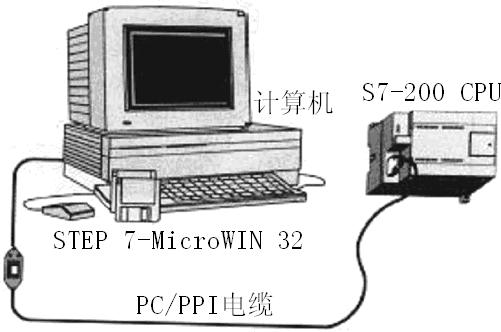 计算机
S7-200 CPU
STEP 7-MicroWIN 32
PC/PPI电缆